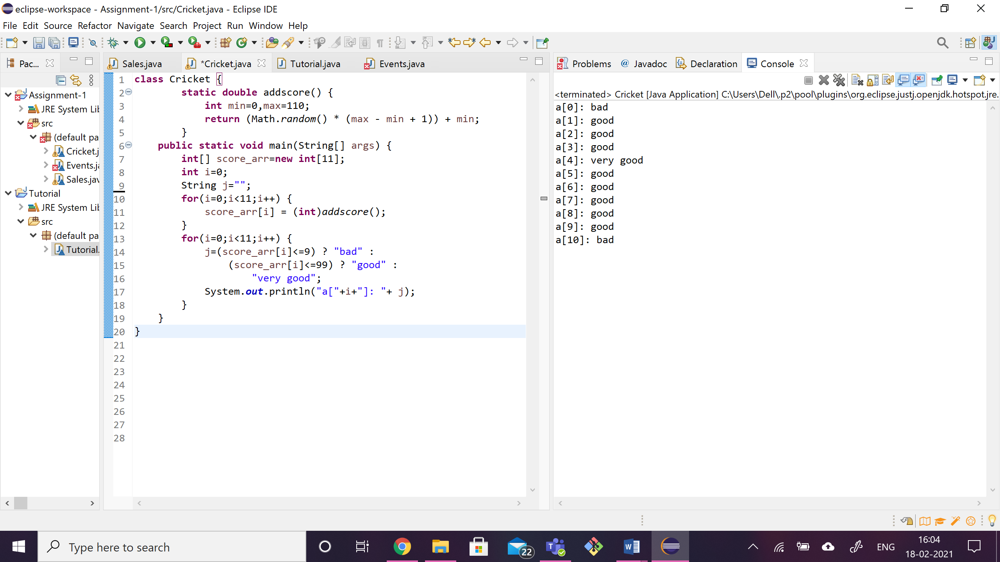 eclipse-workspace - Assignment-1/src/Cricket.java - Eclipse IDE
File Edit Source Refactor Navigate Search Project Run Window Help
Pac...
Assignment-1
JRE System Lib
src
(default pa
Cricket.j
Events.ja
Sales.jav
Tutorial
JRE System Lib
src
(default pa
Tutorial.
Sales.java *Cricket.java Tutorial.java Events.java
1 class Cricket {
2 static double addscore() {
3 int min=0,max=110;
4 return (Math.random() * (max - min + 1)) + min;
5 }
6 public static void main(String[] args) {
7 int[] score_arr=new int[11];
8 int i=0;
9 String j="";
10 for(i=0;i<11;i++) {
11 score_arr[i] = (int)addscore();
12 }
13 for(i=0;i<11;i++) {
14 j=(score_arr[i]<=9) ? "bad" :
15 (score_arr[i]<=99) ? "good" :
16 "very good";
17 System.out.println("a["+i+"]: "+ j);
18 }
19 }
20 }
21
22
23
24
25
26
27
28
Problems @ Javadoc Declaration Console
<terminated> Cricket [Java Application] C:\Users\Dell\.p2\pool\plugins\org.eclipse.justj.openjdk.hotspot.jre.
a[0]: bad
a[1]: good
a[2]: good
a[3]: good
a[4]: very good
a[5]: good
a[6]: good
a[7]: good
a[8]: good
a[9]: good
a[10]: bad
Type here to search
22
ENG
16:04
18-02-2021